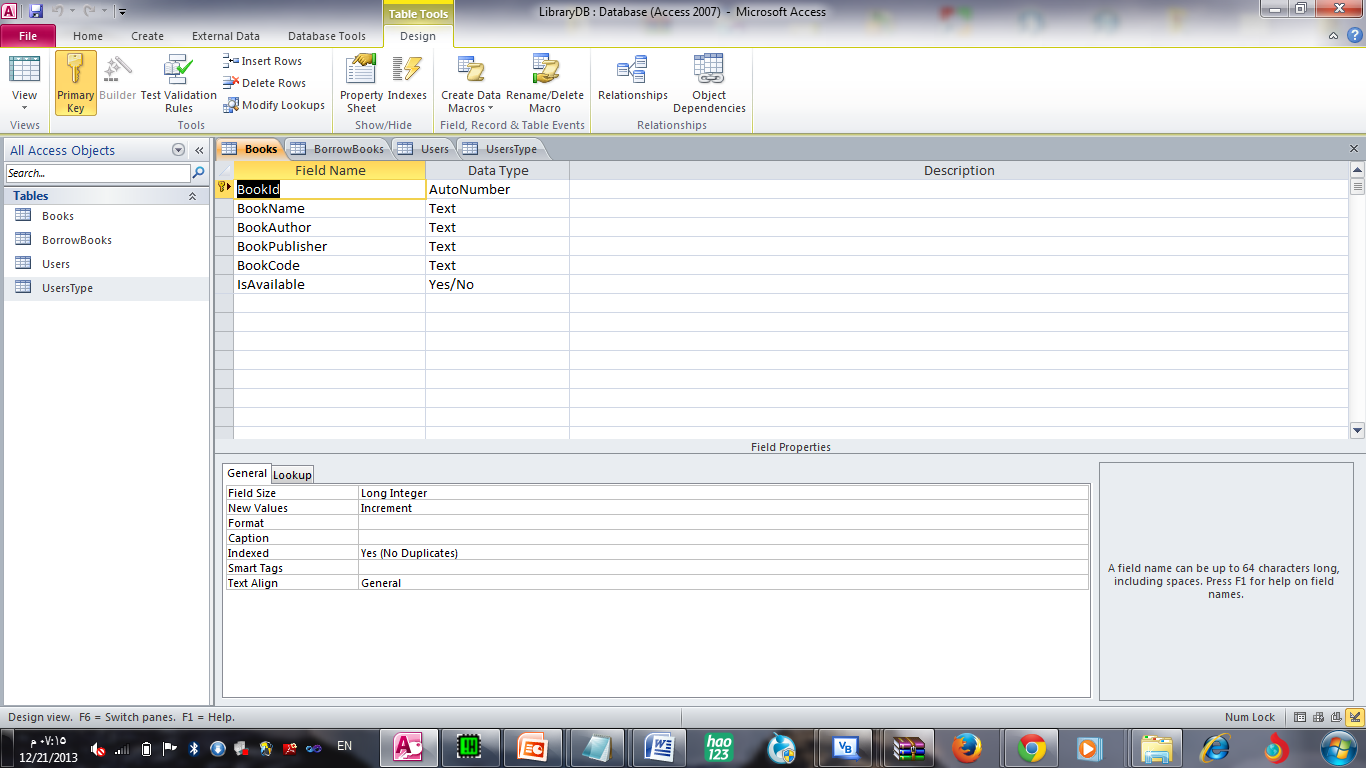 Table Tools
LibraryDB : Database (Access 2007) - Microsoft Access
File Home Create External Data Database Tools Design
View
Primary Key
Builder
Test Validation Rules
Insert Rows
Delete Rows
Modify Lookups
Property Sheet
Indexes
Create Data Macros
Rename/Delete Macro
Relationships
Object Dependencies
Views Tools Show/Hide Field, Record & Table Events Relationships
All Access Objects
Search...
Tables
Books
BorrowBooks
Users
UsersType
Books BorrowBooks Users UsersType
Field Name Data Type Description
BookId AutoNumber
BookName Text
BookAuthor Text
BookPublisher Text
BookCode Text
IsAvailable Yes/No
Field Properties
General Lookup
Field Size Long Integer
New Values Increment
Format
Caption
Indexed Yes (No Duplicates)
Smart Tags
Text Align General
A field name can be up to 64 characters long,
including spaces. Press F1 for help on field
names.
Design view. F6 = Switch panes. F1 = Help.
Num Lock
٠٧:١٥ م
12/21/2013
EN
hao
123
VB